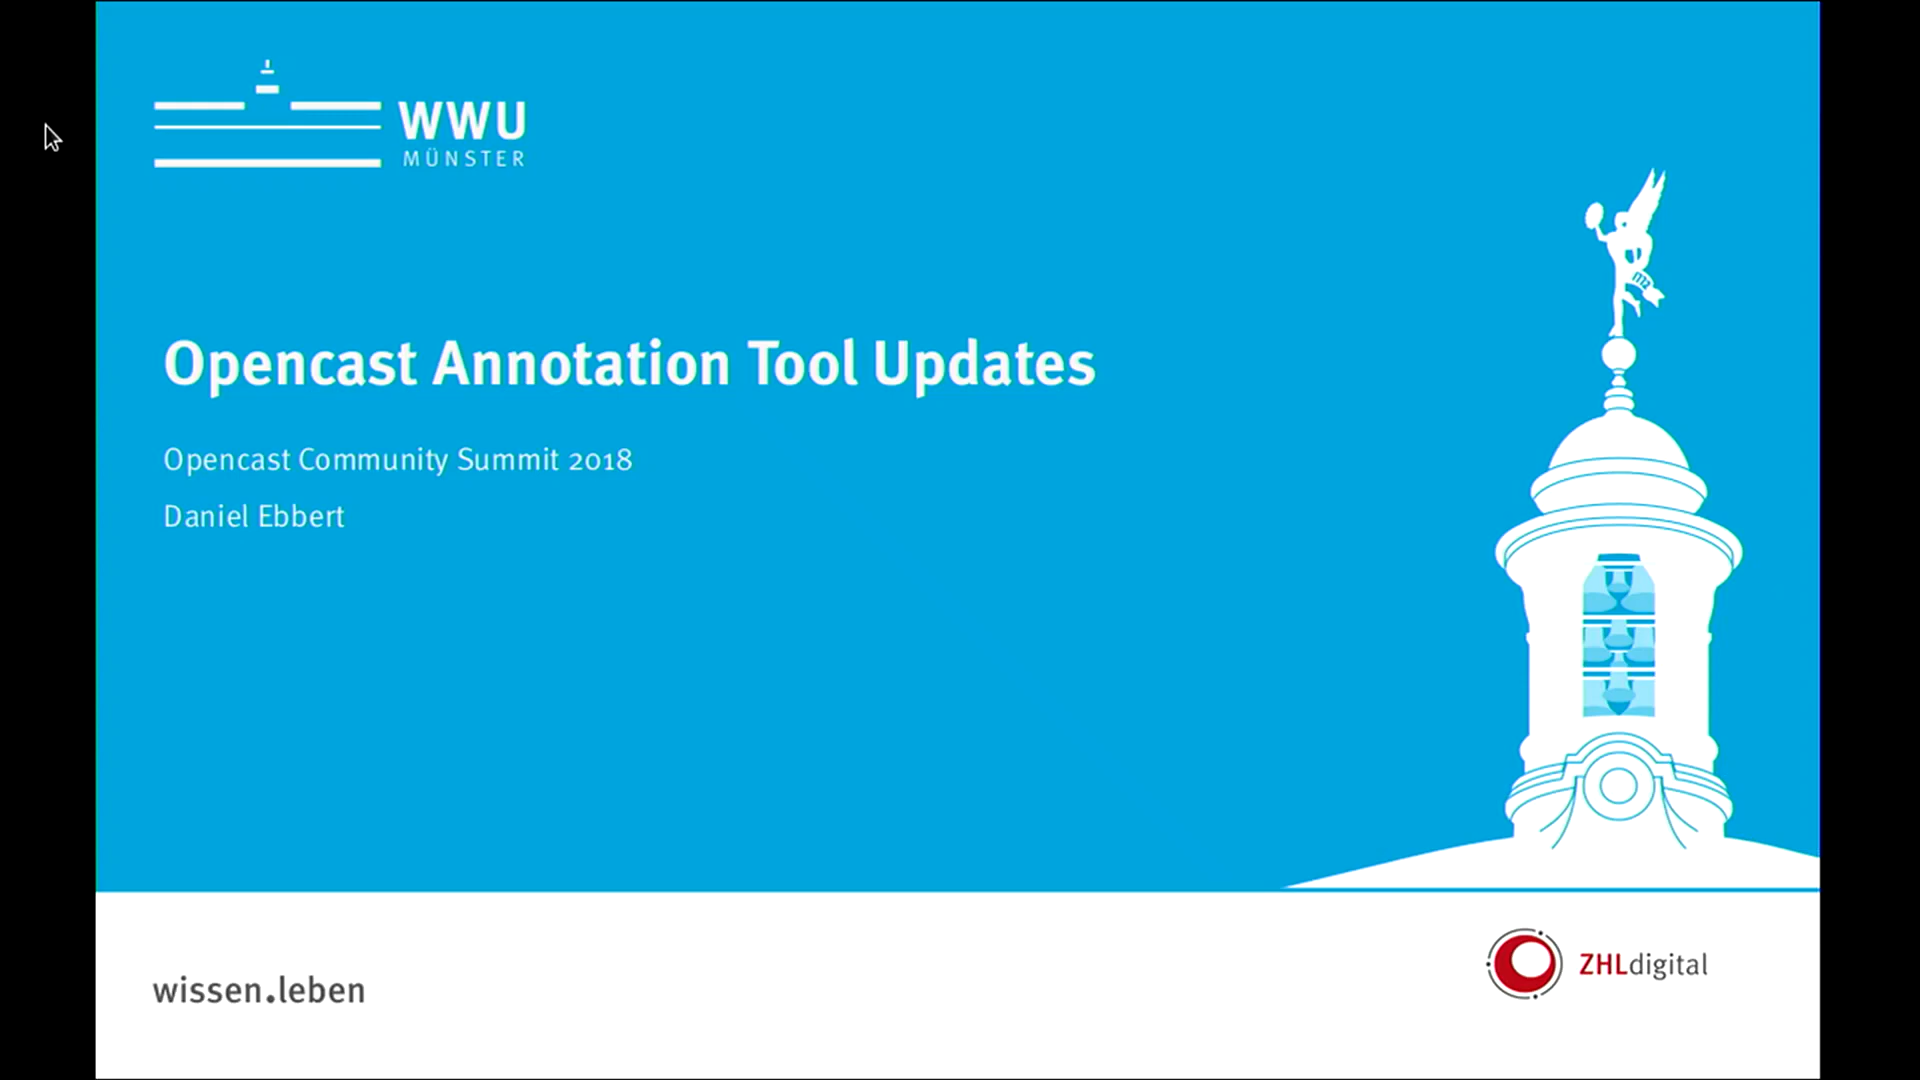 WWU
MÜNSTER
Opencast Annotation Tool Updates
Opencast Community Summit 2018
Daniel Ebbert
wissen.leben
ZHLdigital